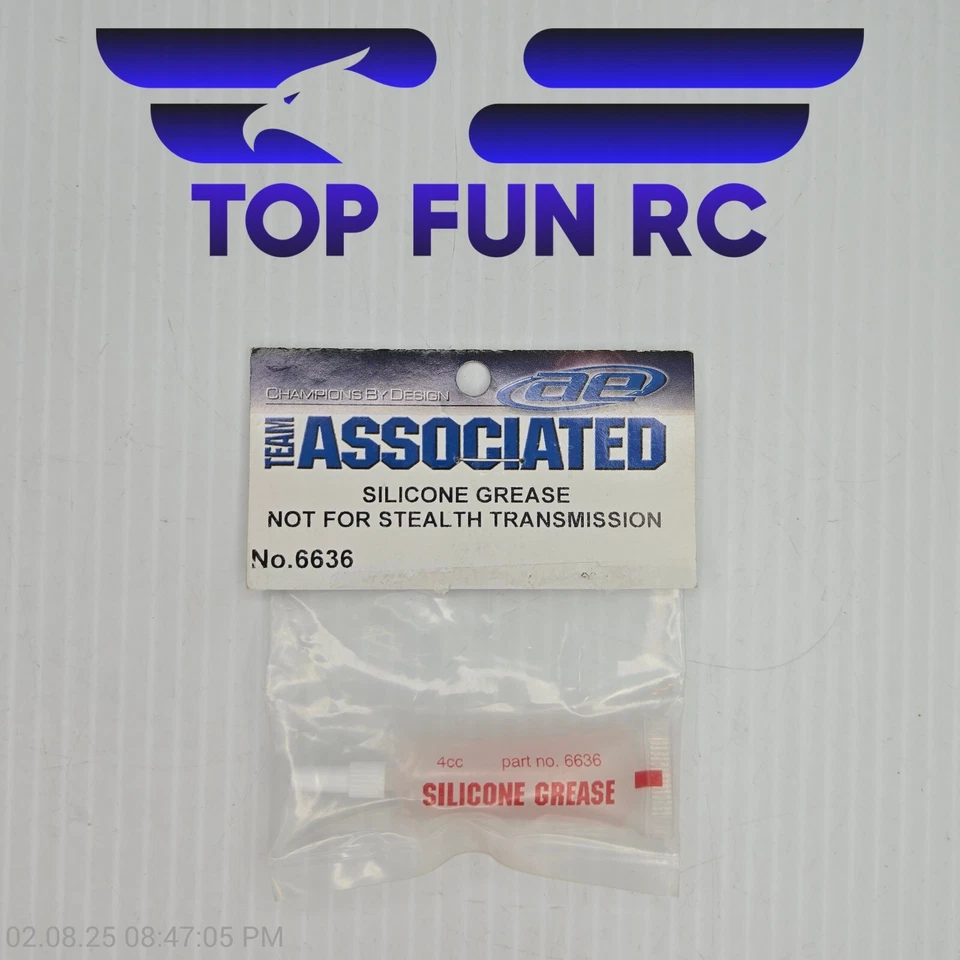 TOP FUN RC
CHAMPIONS BY DESIGN
ae
TEAM ASSOCIATED
SILICONE GREASE
NOT FOR STEALTH TRANSMISSION
No.6636
4cc part no. 6636
SILICONE GREASE
02.08.25 08:47:05 PM